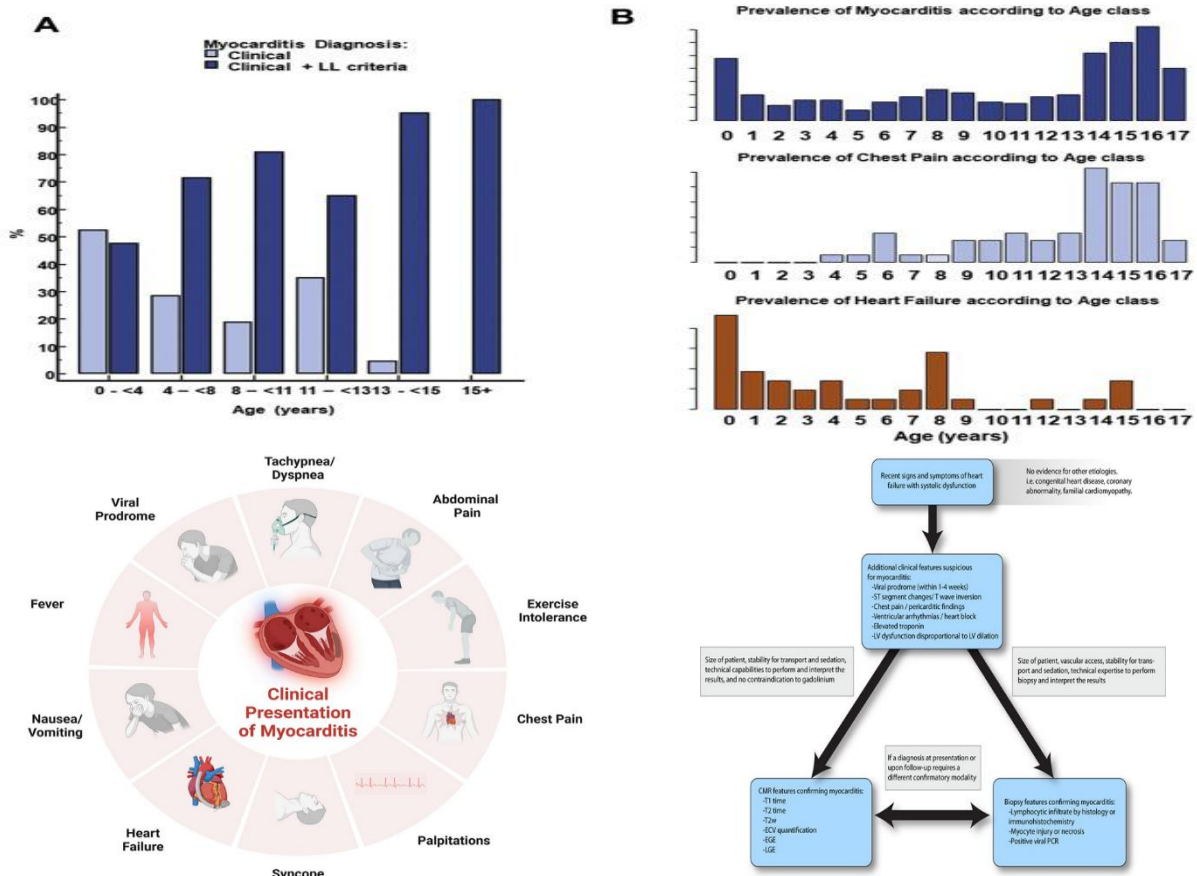 A
Myocarditis Diagnosis:
Clinical
Clinical + LL criteria
100
90
80
70
60
50
40
30
20
10
0
%
0 - <4 4 – <8 8 – <11 11 – <13 13 - <15 15+
Age (years)
B
Prevalence of Myocarditis according to Age class
0 1 2 3 4 5 6 7 8 9 10 11 12 13 14 15 16 17
Prevalence of Chest Pain according to Age class
0 1 2 3 4 5 6 7 8 9 10 11 12 13 14 15 16 17
Prevalence of Heart Failure according to Age class
0 1 2 3 4 5 6 7 8 9 10 11 12 13 14 15 16 17
Age (years)
Tachypnea/
Dyspnea
Abdominal
Pain
Exercise
Intolerance
Chest Pain
Palpitations
Syncope
Heart
Failure
Nausea/
Vomiting
Fever
Viral
Prodrome
Clinical
Presentation
of Myocarditis
Recent signs and symptoms of heart
failure with systolic dysfunction
No evidence for other etiologies.
I.e. congenital heart disease, coronary
abnormality, familial cardiomyopathy.
Additional clinical features suspicious
for myocarditis:
-Viral prodrome (within 1-4 weeks)
-ST segment changes/ T wave inversion
-Chest pain / pericarditic findings
-Ventricular arrhythmias / heart block
-Elevated troponin
-LV dysfunction disproportional to LV dilation
Size of patient, stability for transport and sedation,
technical capabilities to perform and interpret the
results, and no contraindication to gadolinium
Size of patient, vascular access, stability for trans-
port and sedation, technical expertise to perform
biopsy and interpret the results
If a diagnosis at presentation or
upon follow-up requires a
different confirmatory modality
CMR features confirming myocarditis:
-T1 time
-T2 time
-T2w
-ECV quantification
-EGE
-LGE
Biopsy features confirming myocarditis:
-Lymphocytic infiltrate by histology or
immunohistochemistry
-Myocyte injury or necrosis
-Positive viral PCR